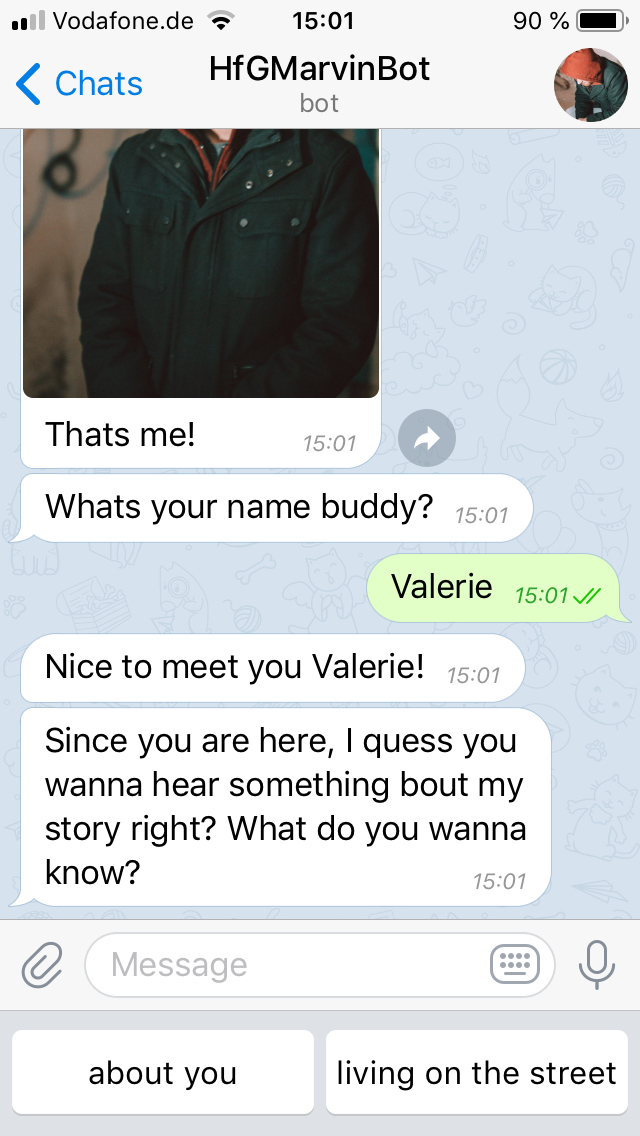 Vodafone.de 15:01 90 %
Chats HfGMarvinBot
bot
Thats me! 15:01
Whats your name buddy? 15:01
Valerie 15:01
Nice to meet you Valerie! 15:01
Since you are here, I quess you
wanna hear something bout my
story right? What do you wanna
know? 15:01
Message
about you living on the street